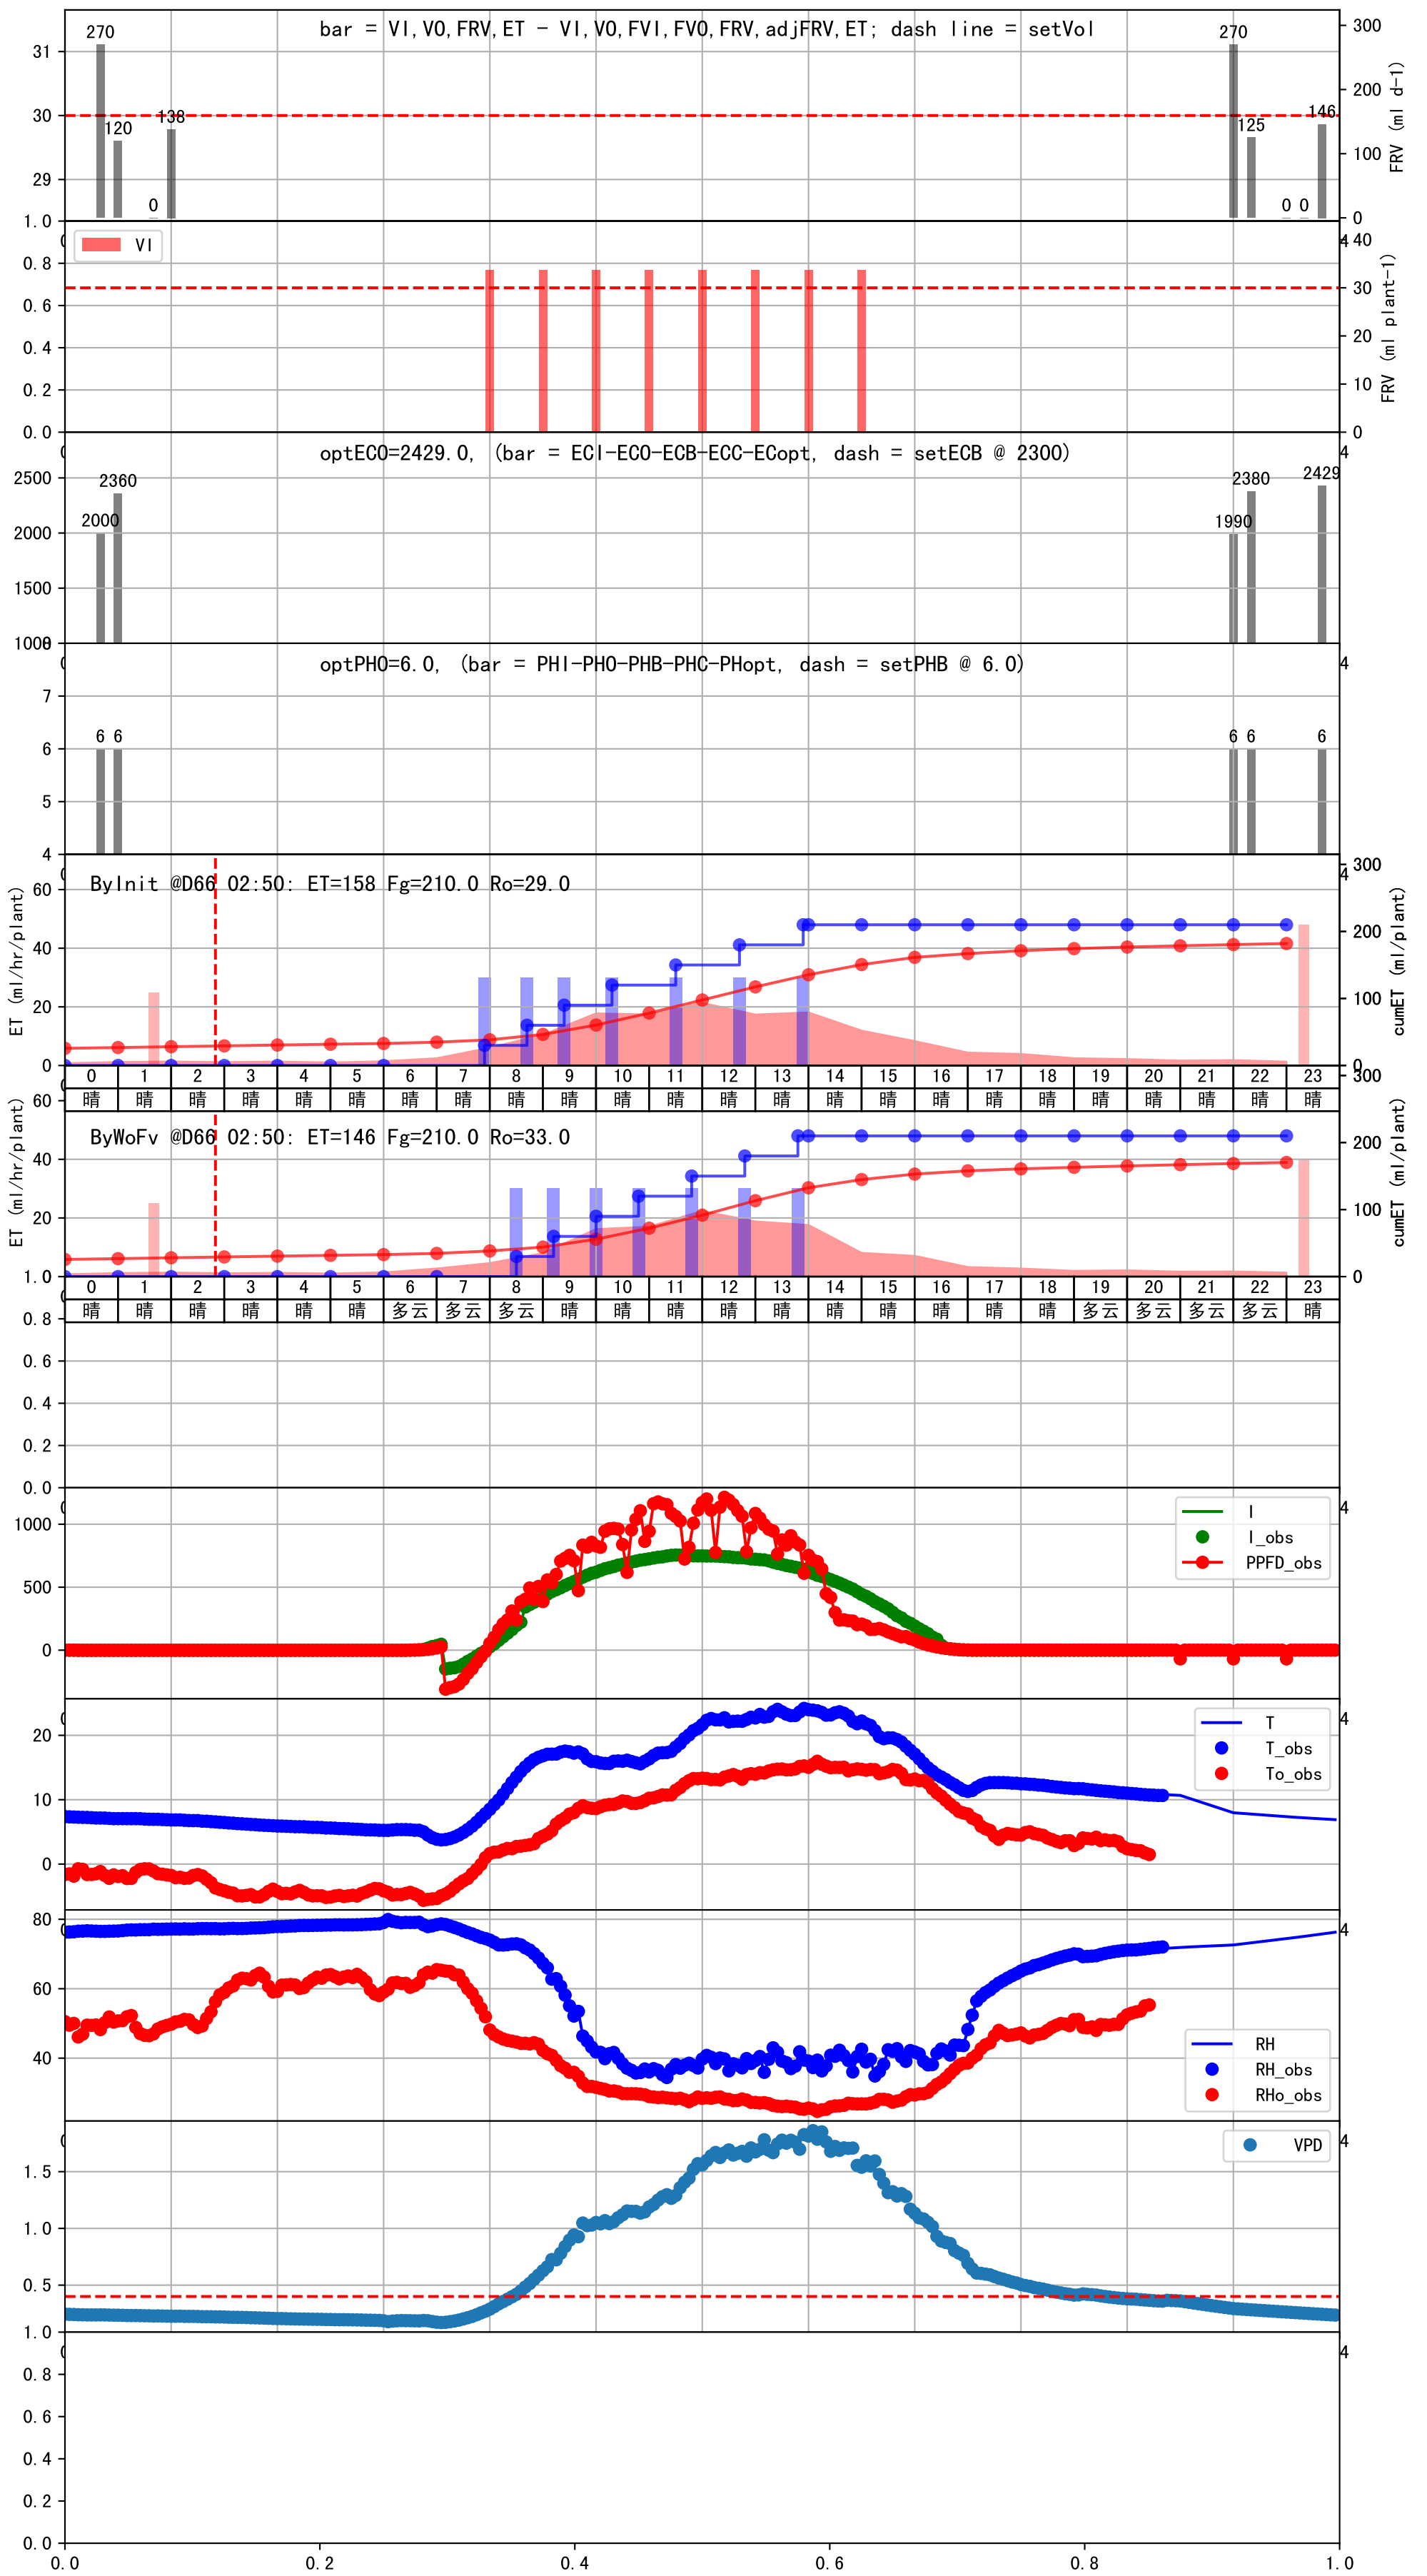 bar = VI,VO,FRV,ET - VI,VO,FVI,FVO,FRV,adjFRV,ET; dash line = setVol
270 120 0 138 270 125 0 0 146
31
30
29
300
200
100
0
FRV (ml d-1)
VI
1.0
0.8
0.6
0.4
0.2
0.0
40
30
20
10
0
FRV (ml plant-1)
optECO=2429.0, (bar = ECI-ECO-ECB-ECC-ECopt, dash = setECB @ 2300)
2000 2360 1990 2380 2429
2500
2000
1500
4
optPHO=6.0, (bar = PHI-PHO-PHB-PHC-PHopt, dash = setPHB @ 6.0)
6 6 6 6 6
7
6
5
4
4
ByInit @D66 02:50: ET=158 Fg=210.0 Ro=29.0
ET (ml/hr/plant)
60
40
20
0
300
200
100
0
4
cumET (ml/plant)
0 1 2 3 4 5 6 7 8 9 10 11 12 13 14 15 16 17 18 19 20 21 22 23
晴 晴 晴 晴 晴 晴 晴 晴 晴 晴 晴 晴 晴 晴 晴 晴 晴 晴 晴 晴 晴 晴 晴 晴
ByWoFv @D66 02:50: ET=146 Fg=210.0 Ro=33.0
ET (ml/hr/plant)
60
40
20
300
200
100
0
cumET (ml/plant)
0 1 2 3 4 5 6 7 8 9 10 11 12 13 14 15 16 17 18 19 20 21 22 23
晴 晴 晴 晴 晴 晴 多云 多云 多云 晴 晴 晴 晴 晴 晴 晴 晴 晴 晴 多云 多云 多云 多云 晴
1.0
0.8
0.6
0.4
0.2
0.0
4
I
I_obs
PPFD_obs
1000
500
0
4
T
T_obs
To_obs
20
10
0
4
RH
RH_obs
RHo_obs
80
60
40
4
VPD
1.5
1.0
0.5
4
1.0
0.8
0.6
0.4
0.2
0.0
0.0 0.2 0.4 0.6 0.8 1.0